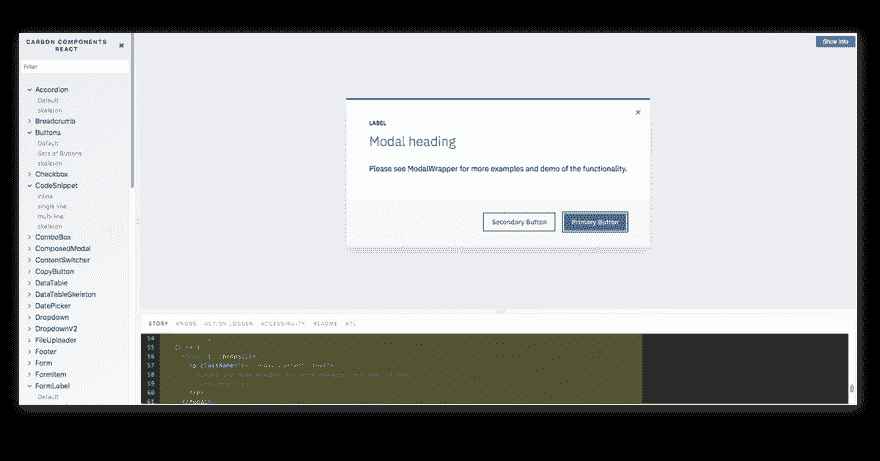 CARBON COMPONENTS
REACT
Filter
Accordion
Default
skeleton
Breadcrumb
Buttons
Default
Sets of Buttons
skeleton
Checkbox
CodeSnippet
inline
single line
multi line
skeleton
ComboBox
ComposedModal
ContentSwitcher
CopyButton
DataTable
DataTableSkeleton
DatePicker
Dropdown
DropdownV2
FileUploader
Footer
Form
FormItem
FormLabel
Default
Show Info
LABEL
Modal heading
Please see ModalWrapper for more examples and demo of the functionality.
Secondary Button
Primary Button
STORY KNOBS ACTION LOGGER ACCESSIBILITY README
54
55
56
57 <p className=
58
59
60 </p>
61 </Modal>